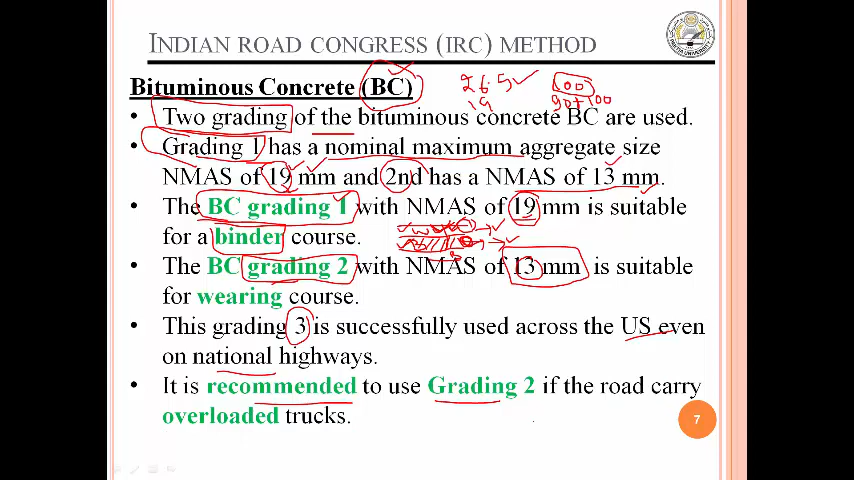 INDIAN ROAD CONGRESS (IRC) METHOD
Bituminous Concrete (BC)
26.5
100
19
90-100
• Two grading of the bituminous concrete BC are used.
• Grading 1 has a nominal maximum aggregate size
NMAS of 19 mm and 2nd has a NMAS of 13 mm.
• The BC grading 1 with NMAS of 19 mm is suitable
for a binder course.
• The BC grading 2 with NMAS of 13 mm is suitable
for wearing course.
• This grading 3 is successfully used across the US even
on national highways.
• It is recommended to use Grading 2 if the road carry
overloaded trucks.
7